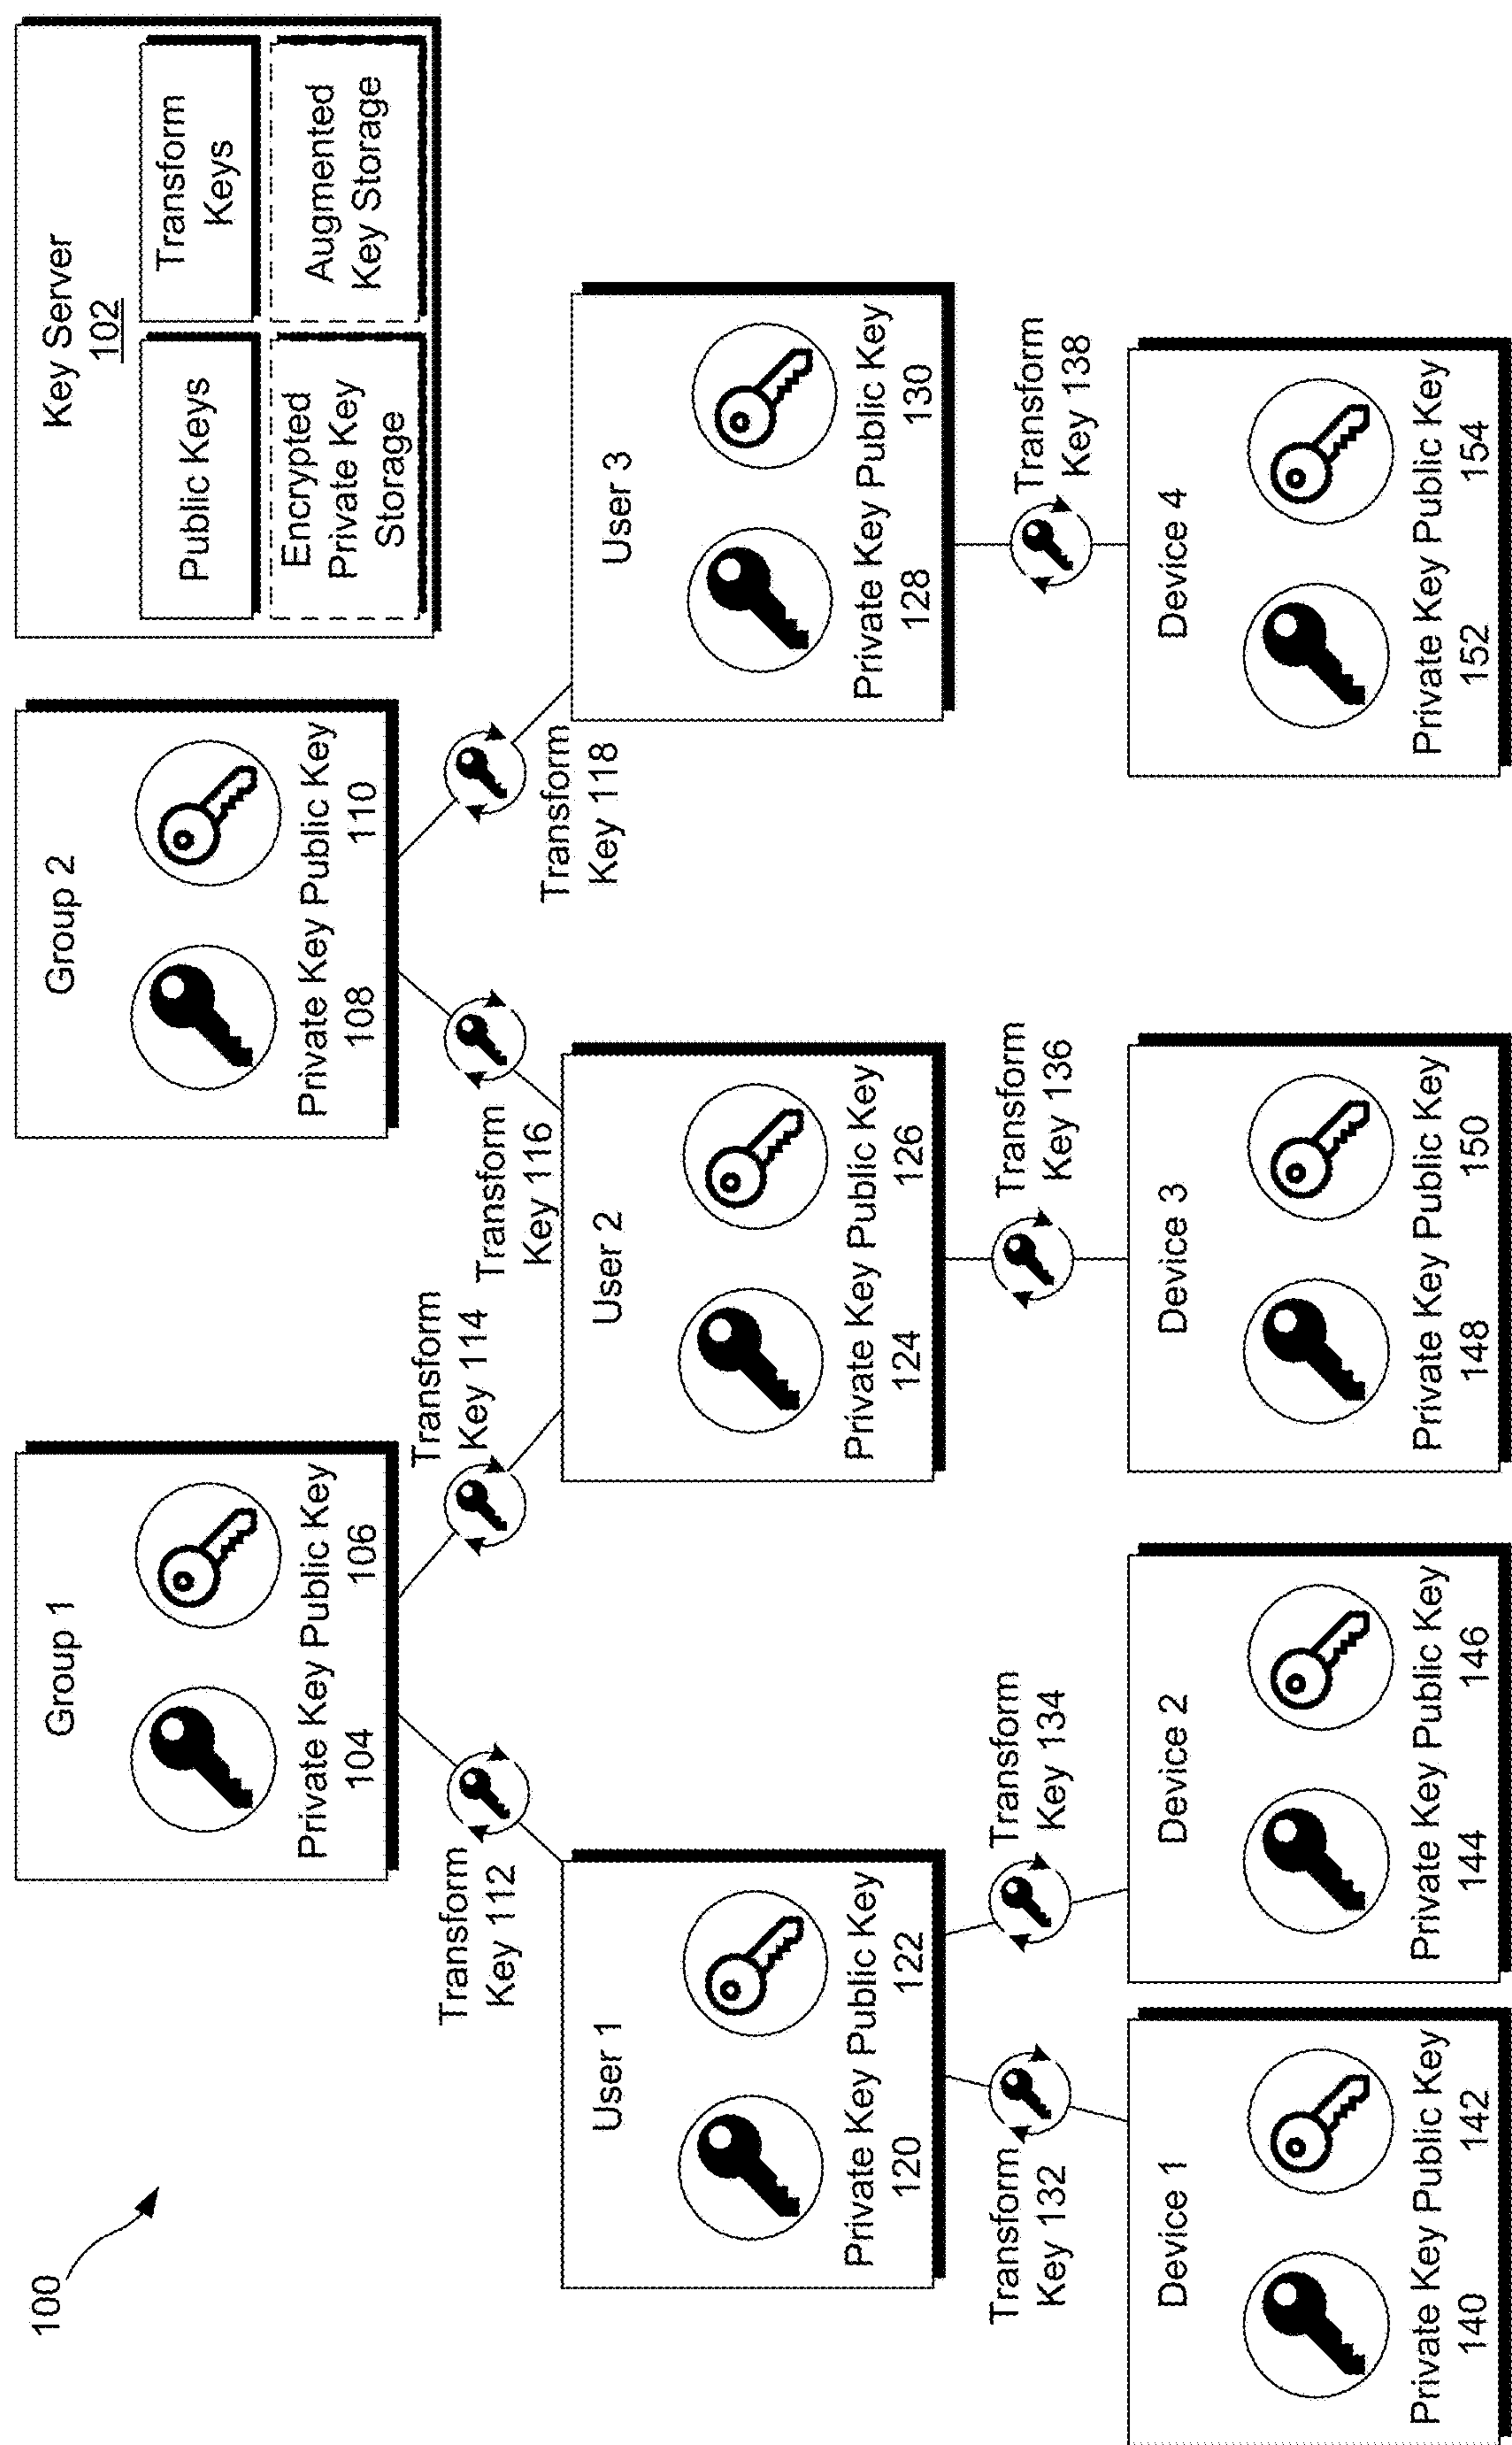 100
Key Server
102
Public Keys
Transform
Keys
Encrypted
Private Key
Storage
Augmented
Key Storage
Group 1
Private Key Public Key
104 106
Group 2
Private Key Public Key
108 110
Transform
Key 112
Transform
Key 114
Transform
Key 116
Transform
Key 118
User 1
Private Key Public Key
120 122
User 2
Private Key Public Key
124 126
User 3
Private Key Public Key
128 130
Transform
Key 132
Transform
Key 134
Transform
Key 136
Transform
Key 138
Device 1
Private Key Public Key
140 142
Device 2
Private Key Public Key
144 146
Device 3
Private Key Public Key
148 150
Device 4
Private Key Public Key
152 154